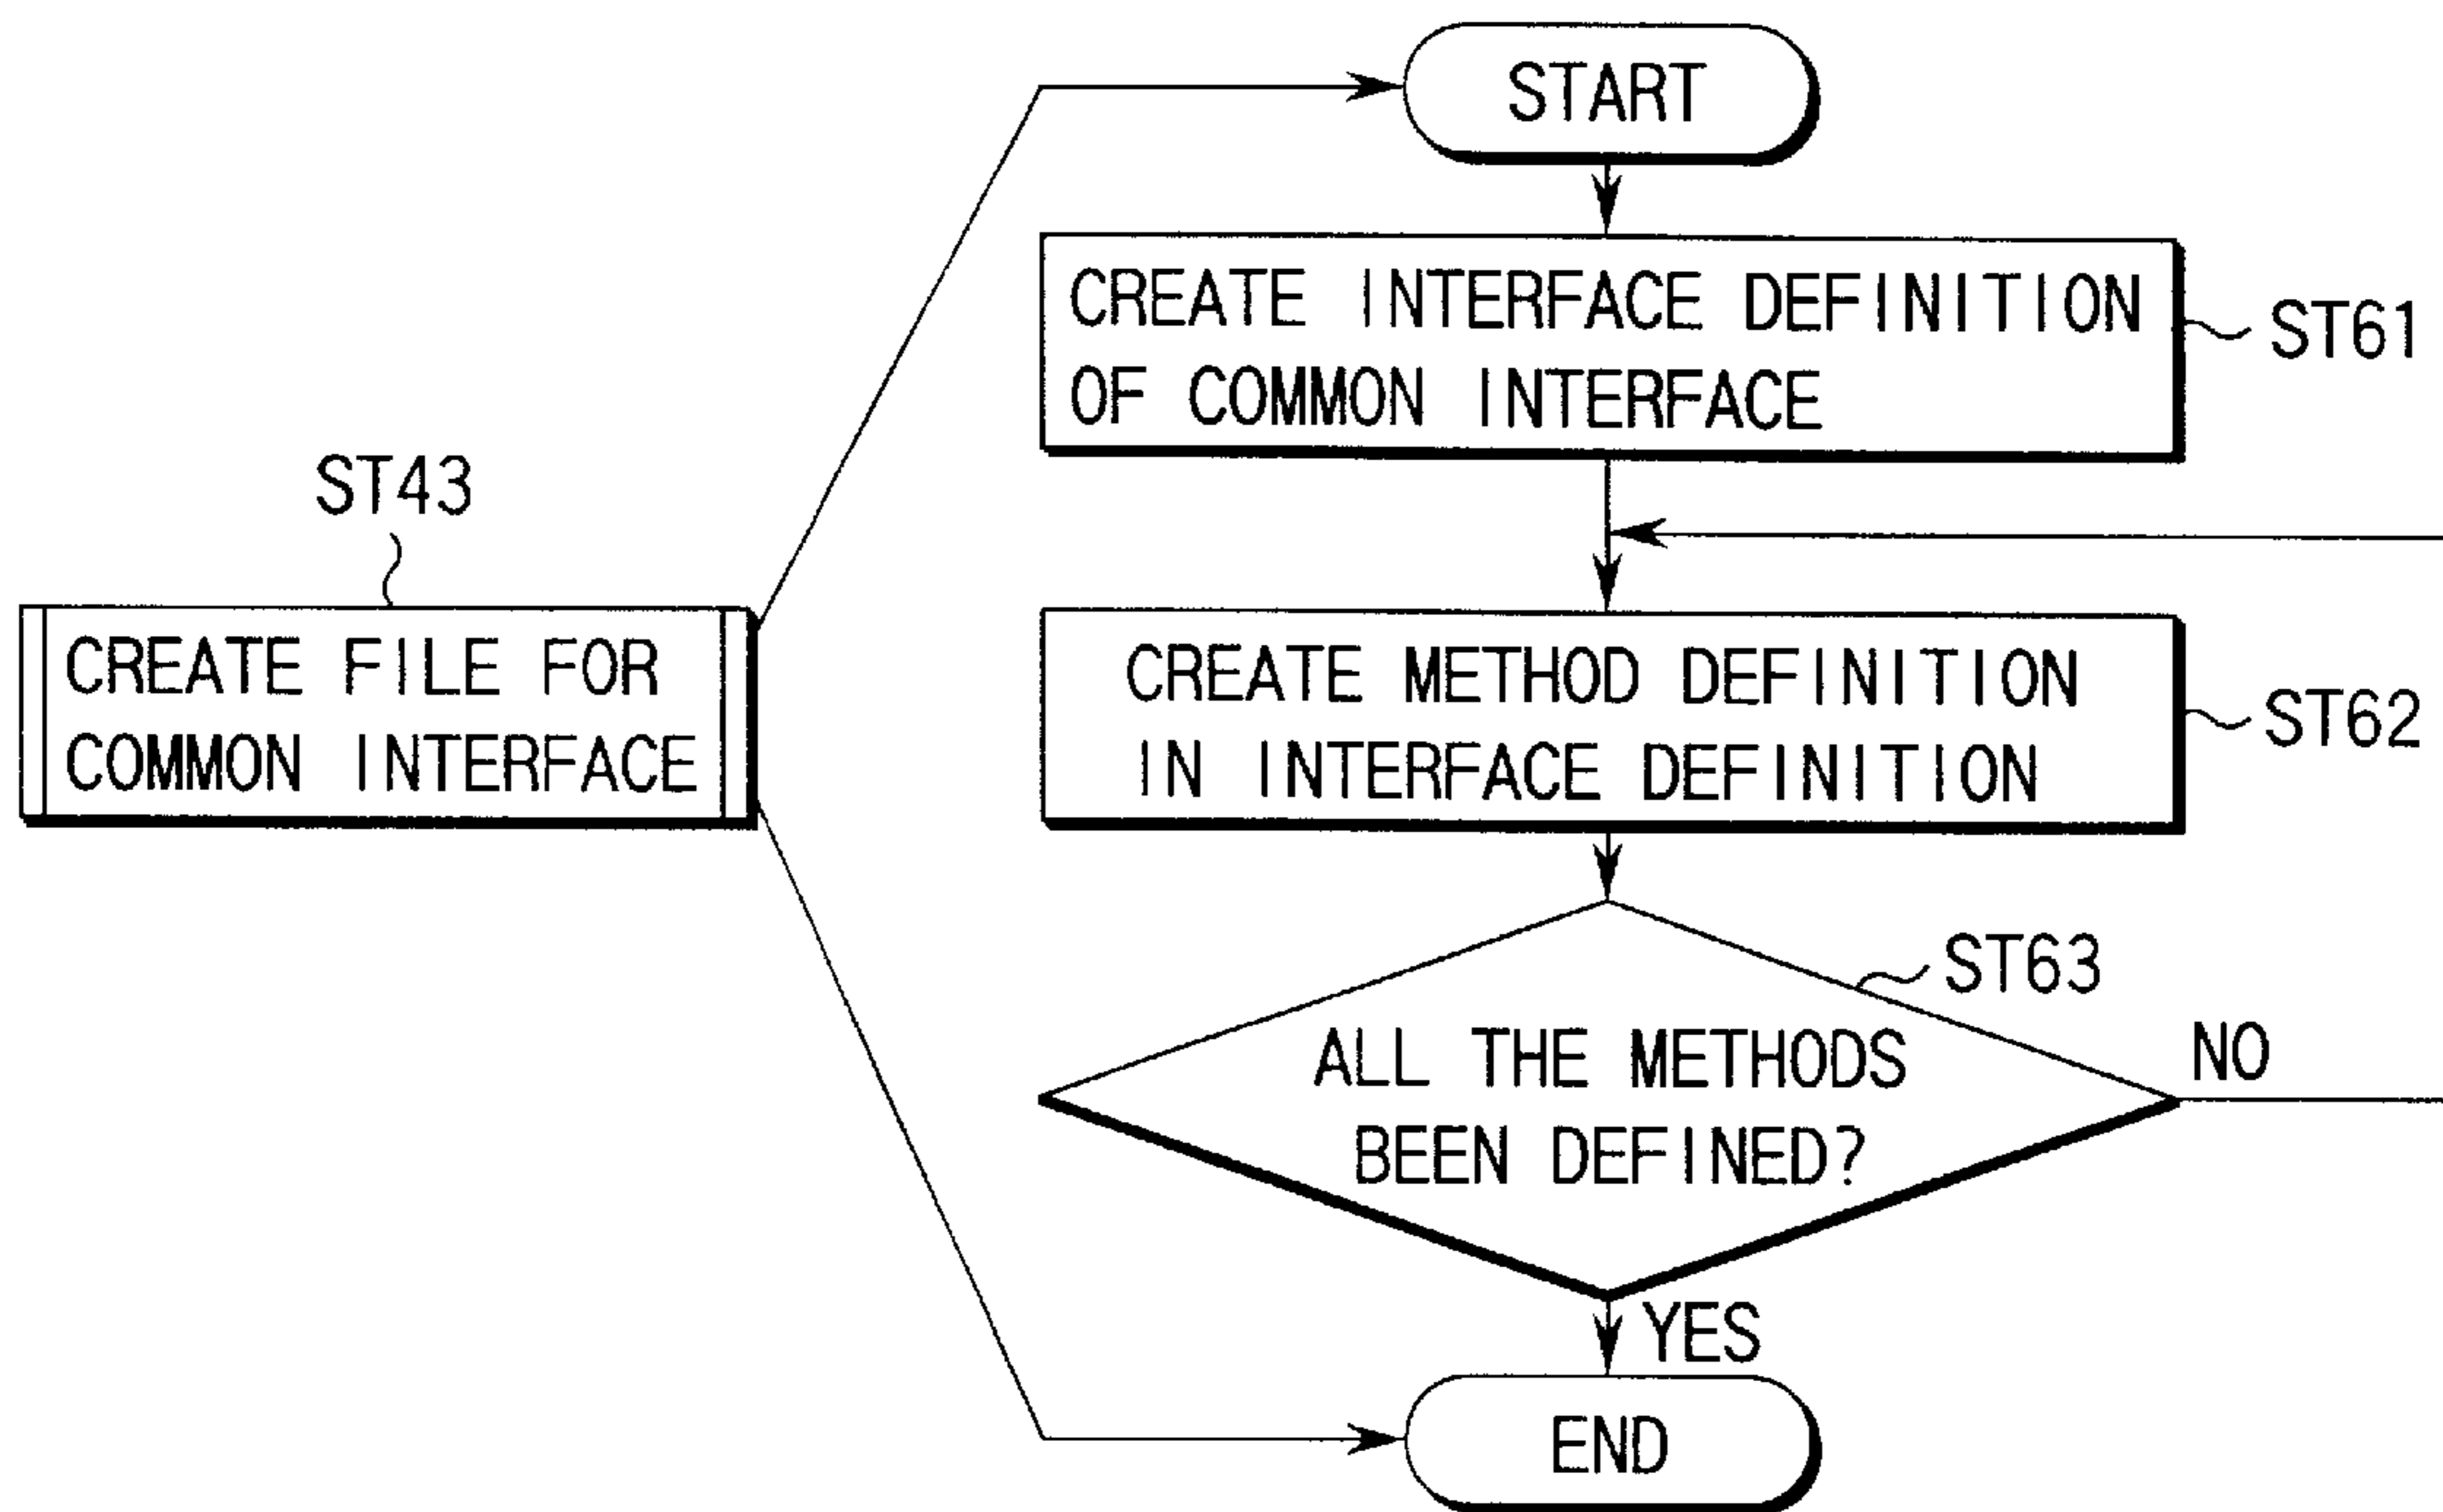 START
CREATE INTERFACE DEFINITION
OF COMMON INTERFACE
ST61
ST43
CREATE FILE FOR
COMMON INTERFACE
CREATE METHOD DEFINITION
IN INTERFACE DEFINITION
ST62
ST63
ALL THE METHODS
BEEN DEFINED?
NO
YES
END